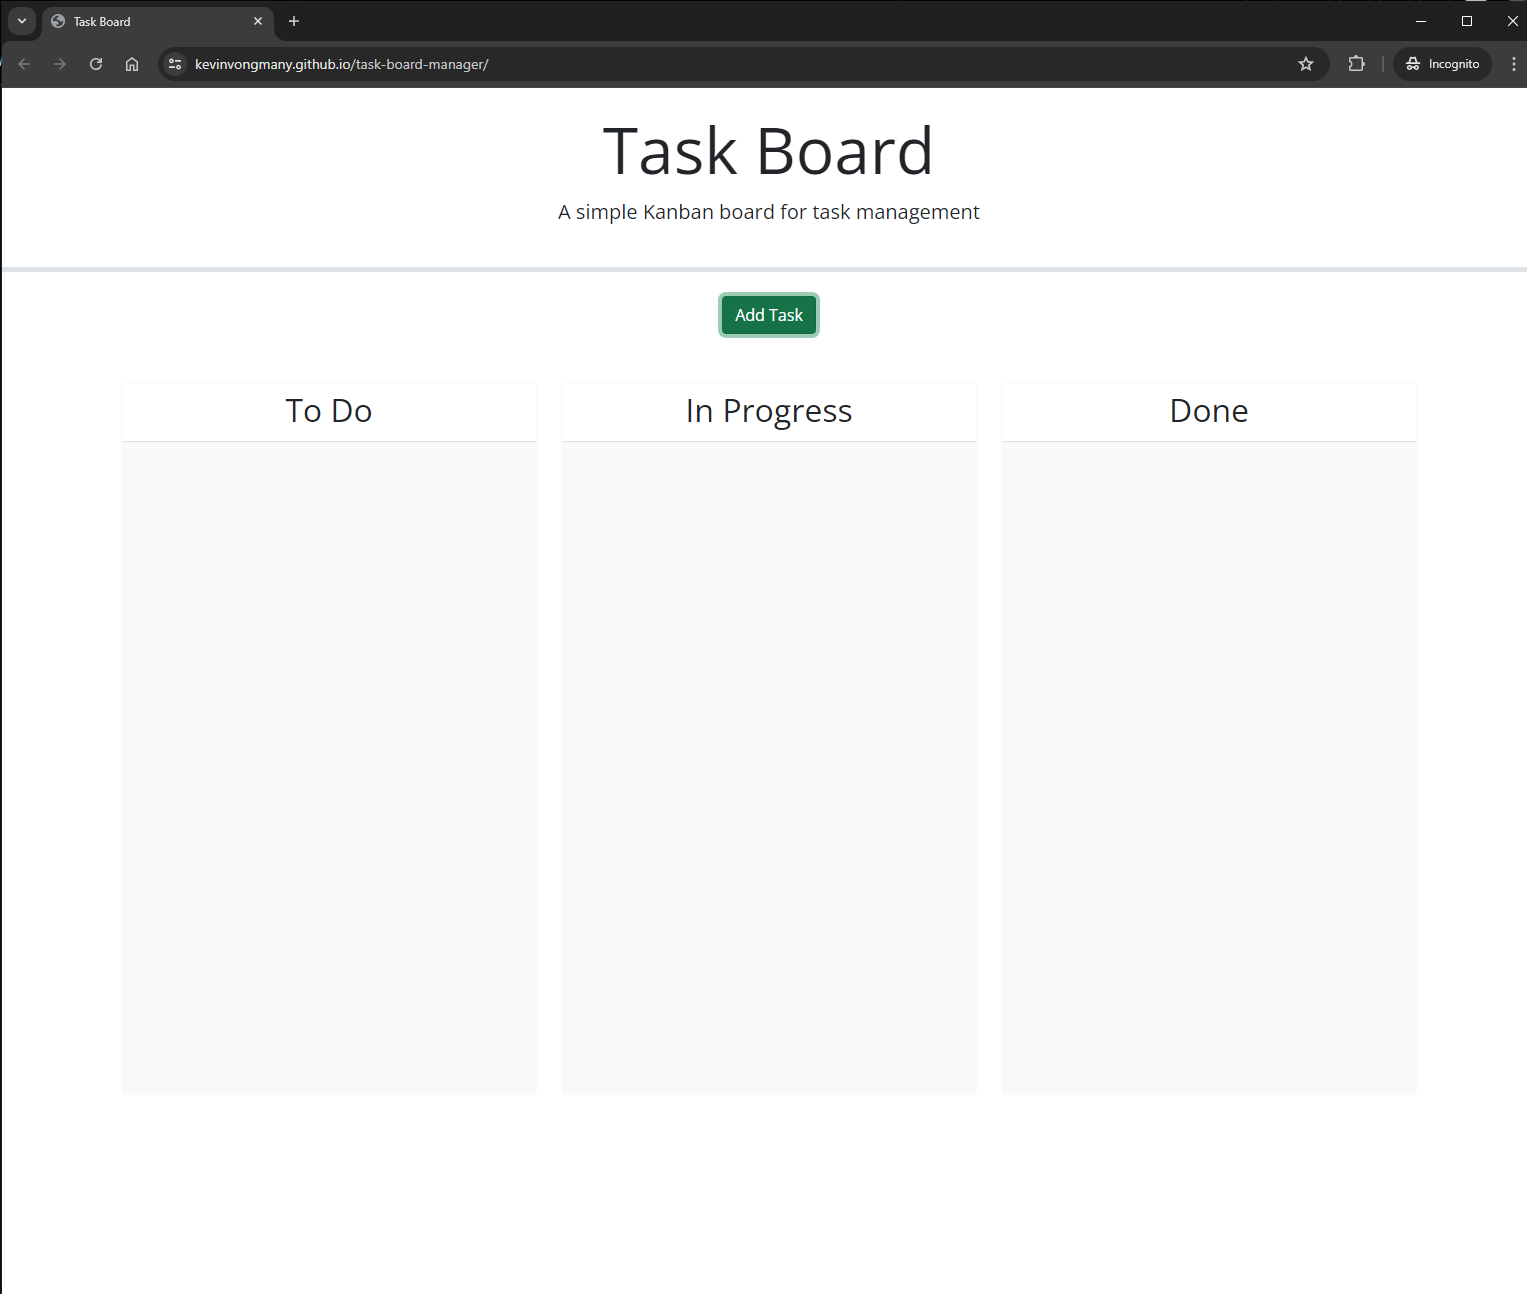 Task Board
kevinvongmany.github.io/task-board-manager/
Incognito
Task Board
A simple Kanban board for task management
Add Task
To Do
In Progress
Done